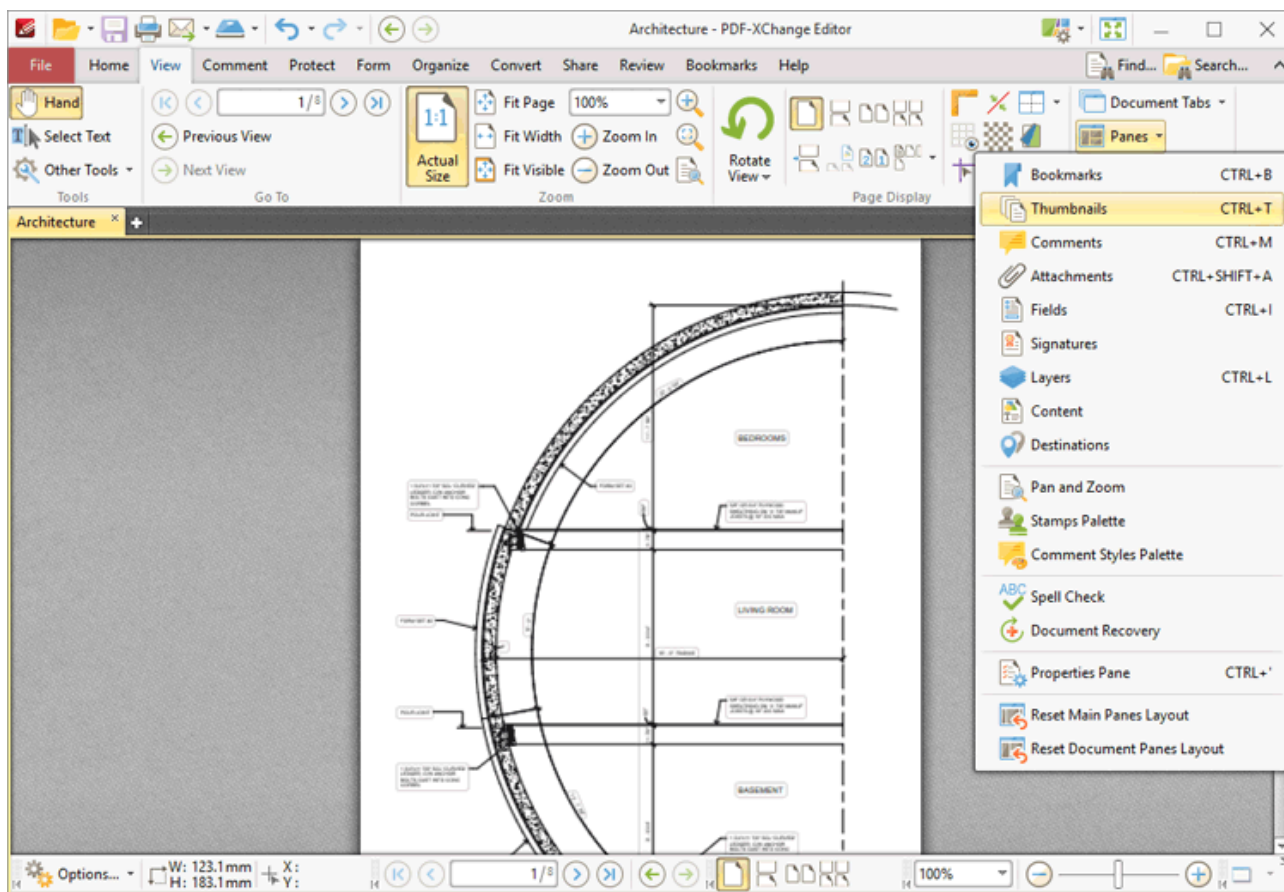 Architecture - PDF-XChange Editor
File Home View Comment Protect Form Organize Convert Share Review Bookmarks Help Find... Search...
Hand 1/8 Fit Page 100% Document Tabs
Select Text Previous View 1:1 Fit Width Zoom In Panes
Other Tools Next View Actual Size Fit Visible Zoom Out Rotate View
Tools Go To Zoom Page Display
Architecture
Bookmarks CTRL+B
Thumbnails CTRL+T
Comments CTRL+M
Attachments CTRL+SHIFT+A
Fields CTRL+I
Signatures
Layers CTRL+L
Content
Destinations
Pan and Zoom
Stamps Palette
Comment Styles Palette
ABC Spell Check
Document Recovery
Properties Pane CTRL+'
Reset Main Panes Layout
Reset Document Panes Layout
BEDROOMS
LIVING ROOM
BASEMENT
Options... W: 123.1mm X: 1/8 100%
H: 183.1mm Y: